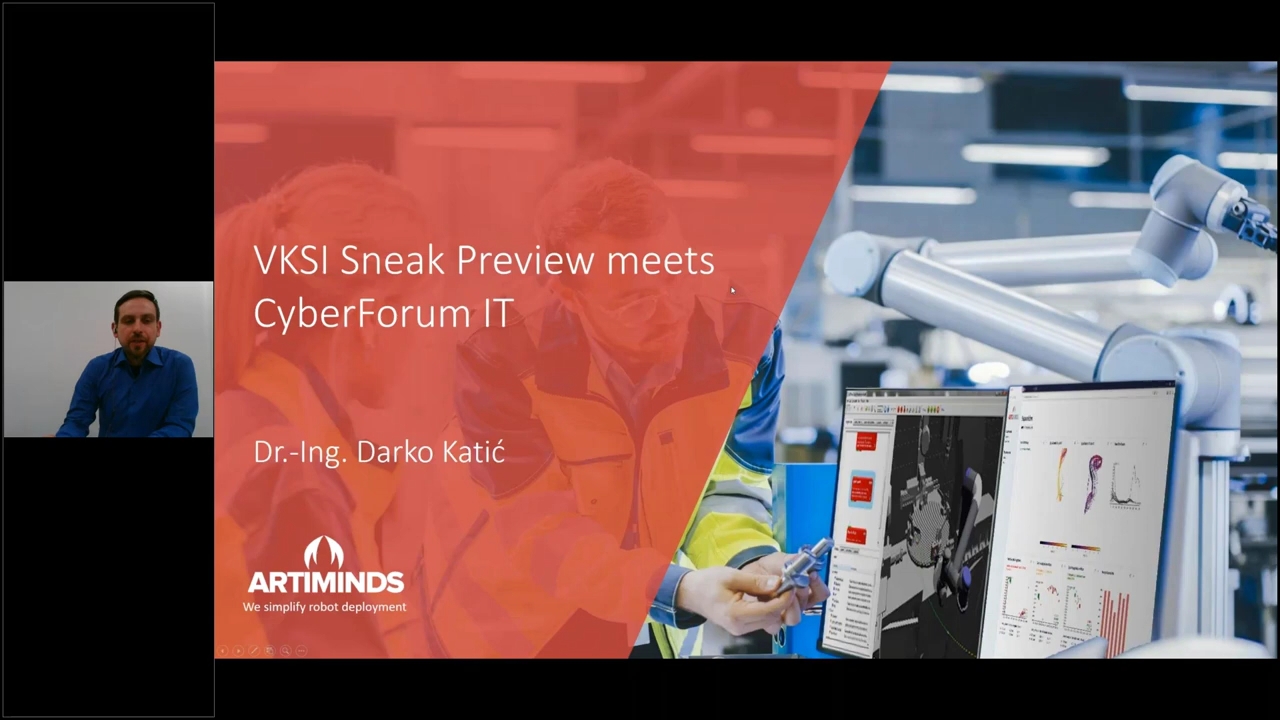 VKSI Sneak Preview meets
CyberForum IT
Dr.-Ing. Darko Katić
ARTIMINDS
We simplify robot deployment